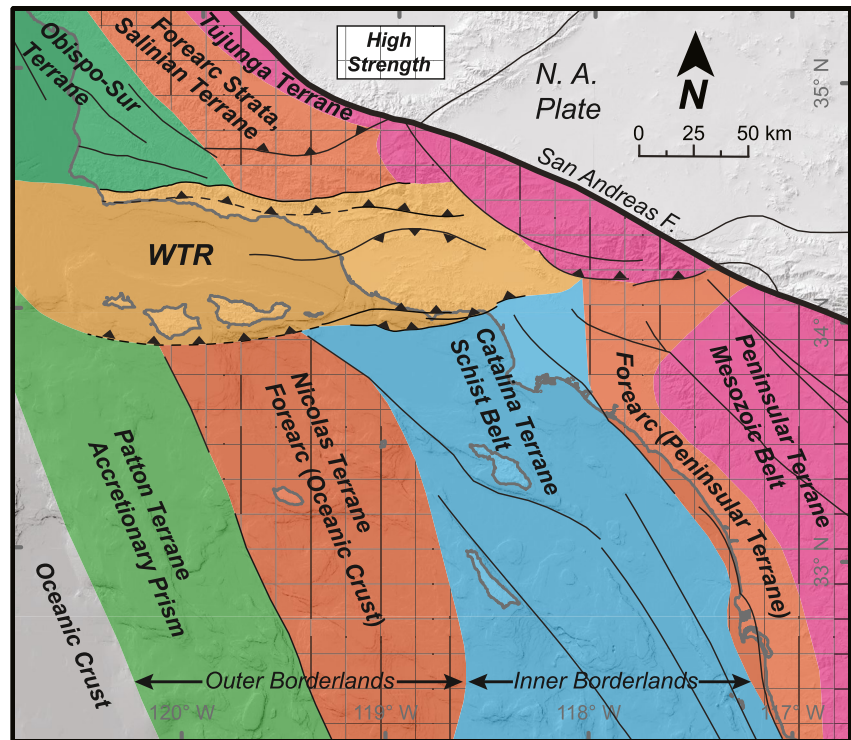 High
Strength
N. A.
Plate
N
0 25 50 km
35° N
Tujunga Terrane
Forearc Strata,
Salinian Terrane
Obispo-Sur
Terrane
San Andreas F.
WTR
34° N
Catalina Terrane
Schist Belt
Forearc (Peninsular Terrane)
Peninsular Terrane
Mesozoic Belt
Nicolas Terrane
Forearc (Oceanic Crust)
Patton Terrane
Accretionary Prism
Oceanic Crust
33° N
Outer Borderlands
Inner Borderlands
120° W
119° W
118° W
117° W